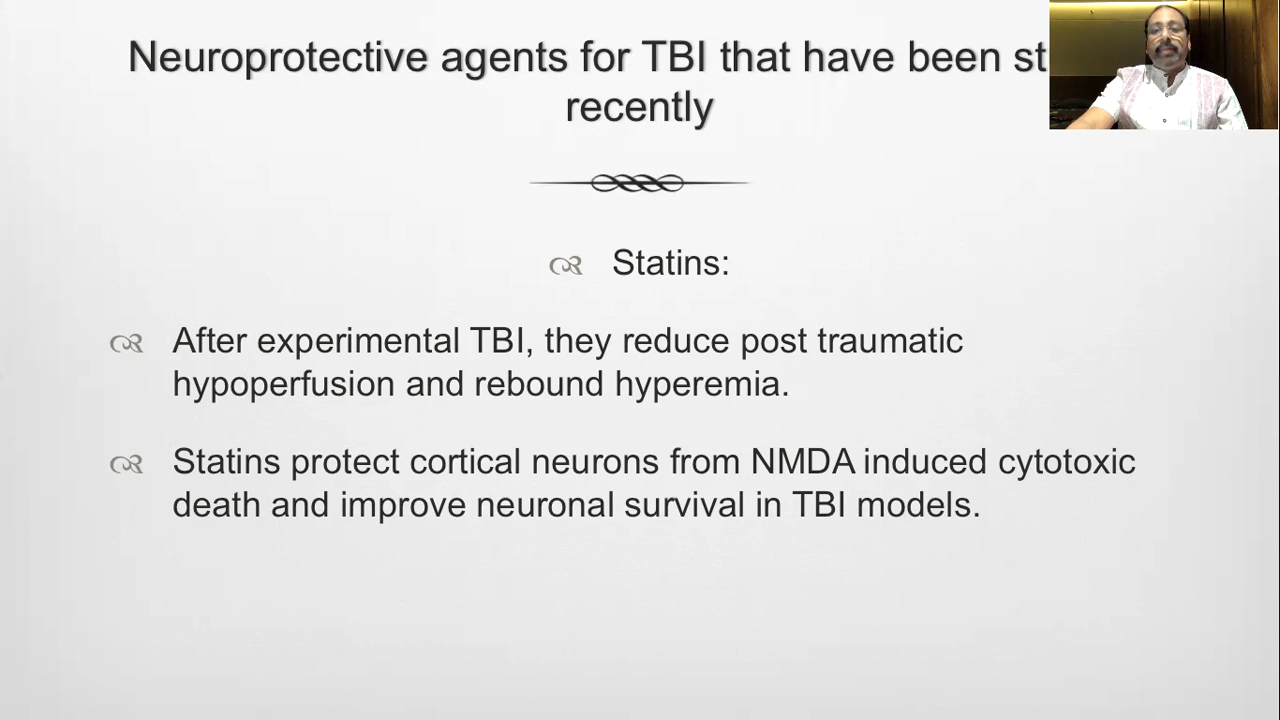 Neuroprotective agents for TBI that have been
recently
Statins:
After experimental TBI, they reduce post traumatic
hypoperfusion and rebound hyperemia.
Statins protect cortical neurons from NMDA induced cytotoxic
death and improve neuronal survival in TBI models.